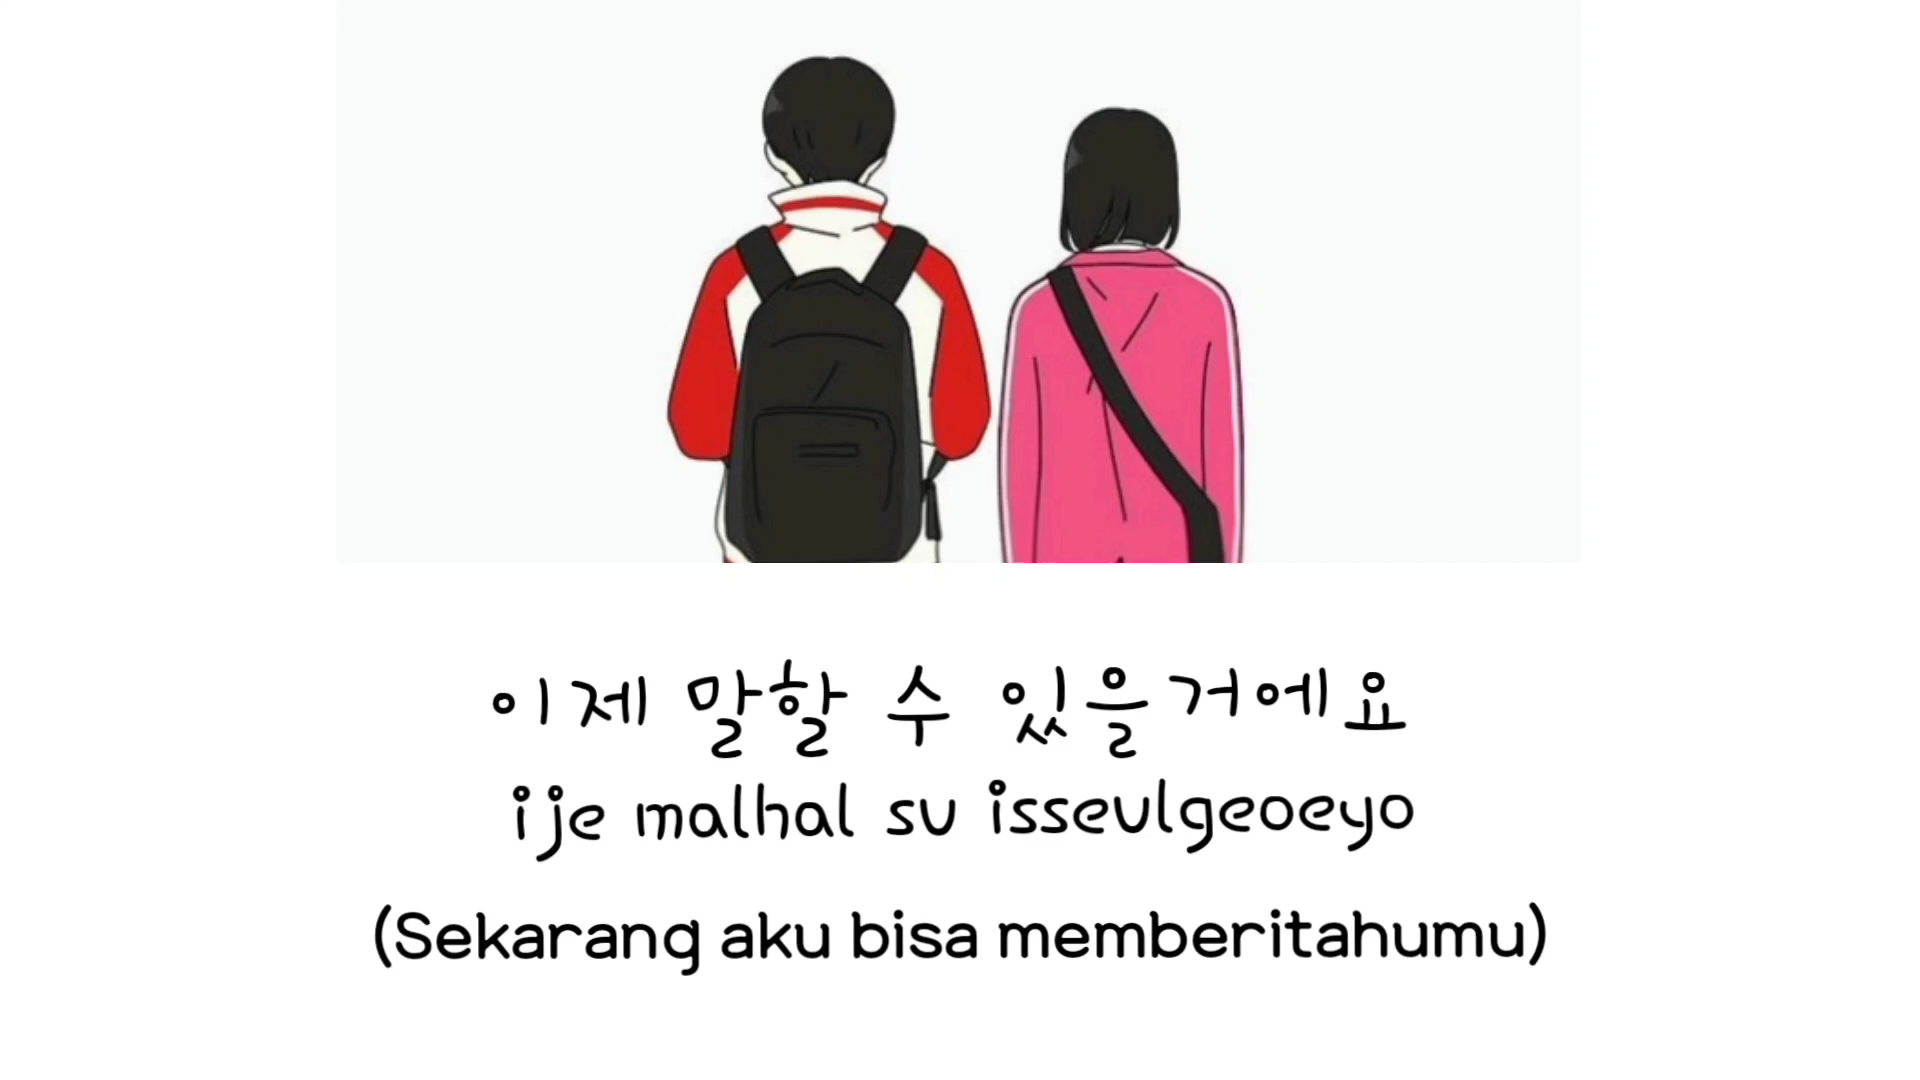 이제 말할 수 있을거에요
ije malhal su isseulgeoeyo
(Sekarang aku bisa memberitahumu)